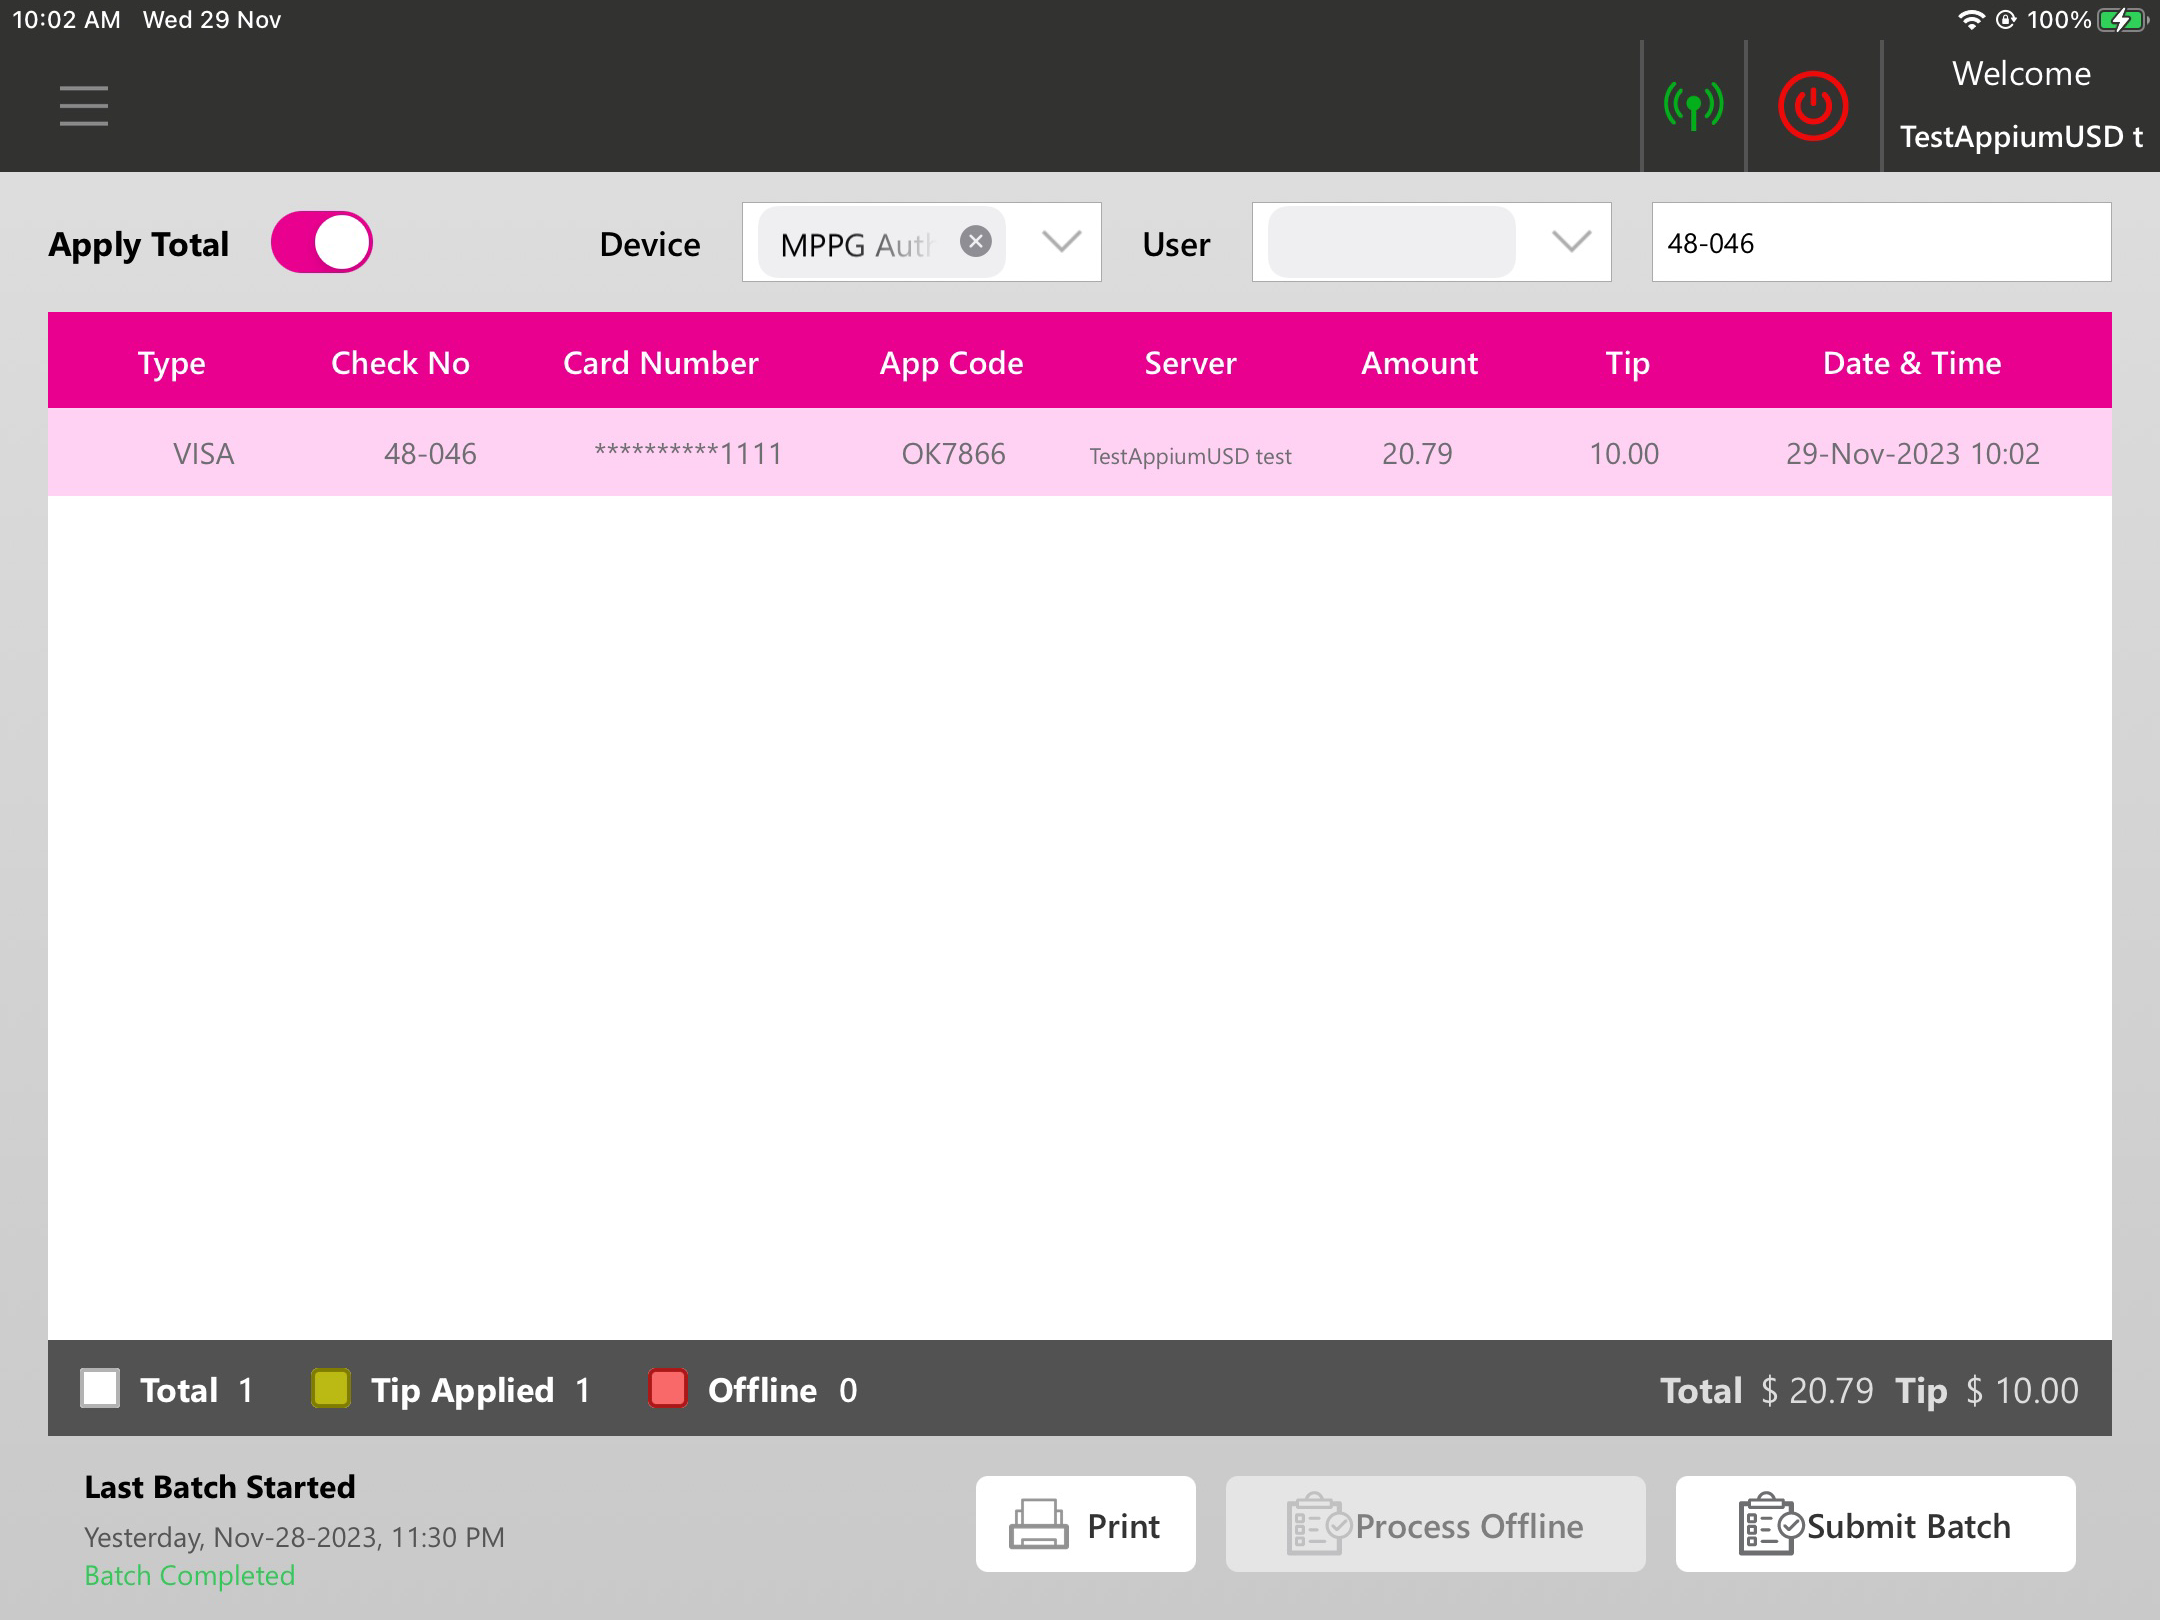 10:02 AM Wed 29 Nov 100%
Welcome
TestAppiumUSD t
Apply Total Device MPPG Auth User 48-046
Type Check No Card Number App Code Server Amount Tip Date & Time
VISA 48-046 **********1111 OK7866 TestAppiumUSD test 20.79 10.00 29-Nov-2023 10:02
Total 1 Tip Applied 1 Offline 0 Total $ 20.79 Tip $ 10.00
Last Batch Started
Yesterday, Nov-28-2023, 11:30 PM
Batch Completed
Print Process Offline Submit Batch